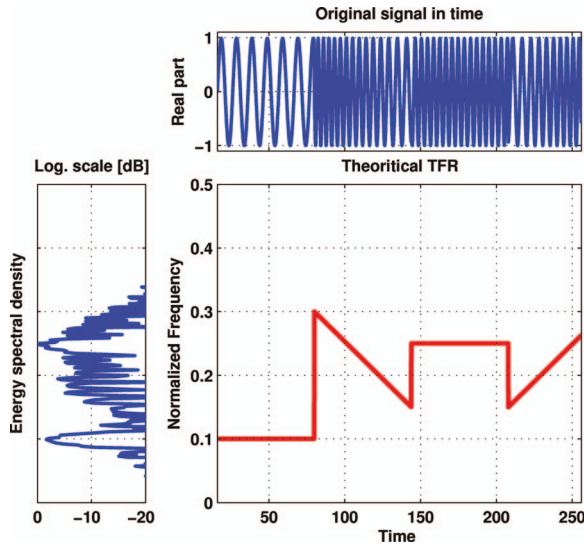 Original signal in time
Real part
1
0
−1
Log. scale [dB]
Energy spectral density
0
−10
−20
Theoritical TFR
Normalized Frequency
0.5
0.4
0.3
0.2
0.1
0
50
100
150
200
250
Time